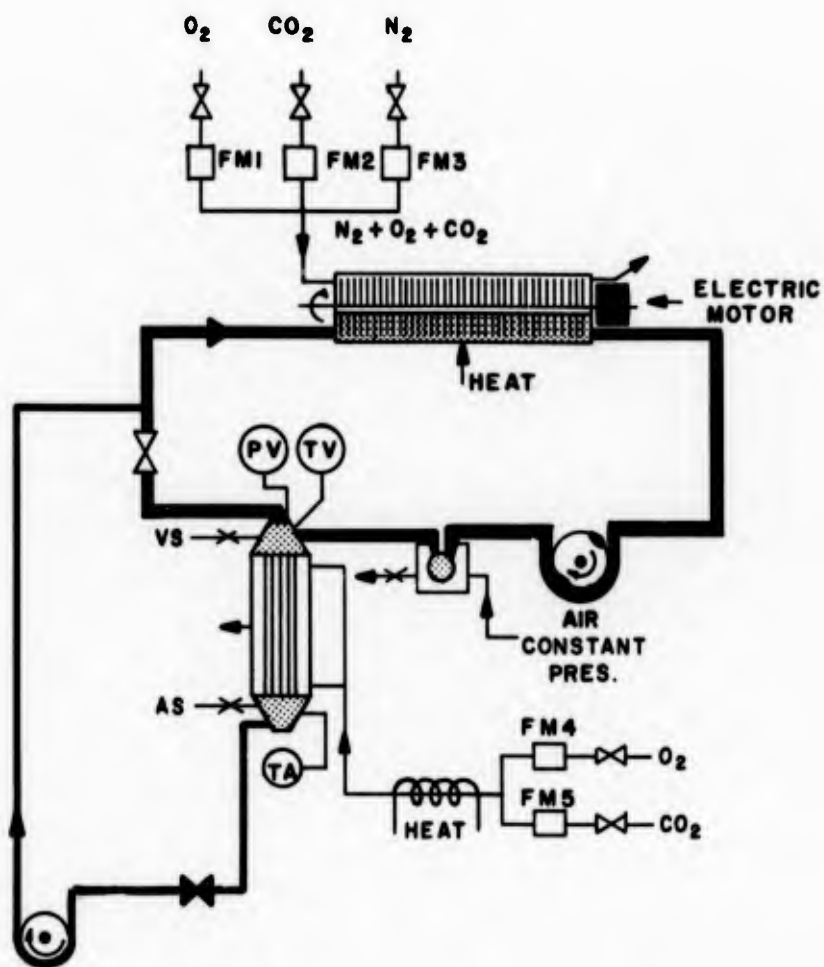 O₂ CO₂ N₂
FM1 FM2 FM3
N₂+O₂+CO₂
ELECTRIC
MOTOR
HEAT
PV TV
VS
AIR
CONSTANT
PRES.
AS
FM4
O₂
TA
HEAT
FM5
CO₂